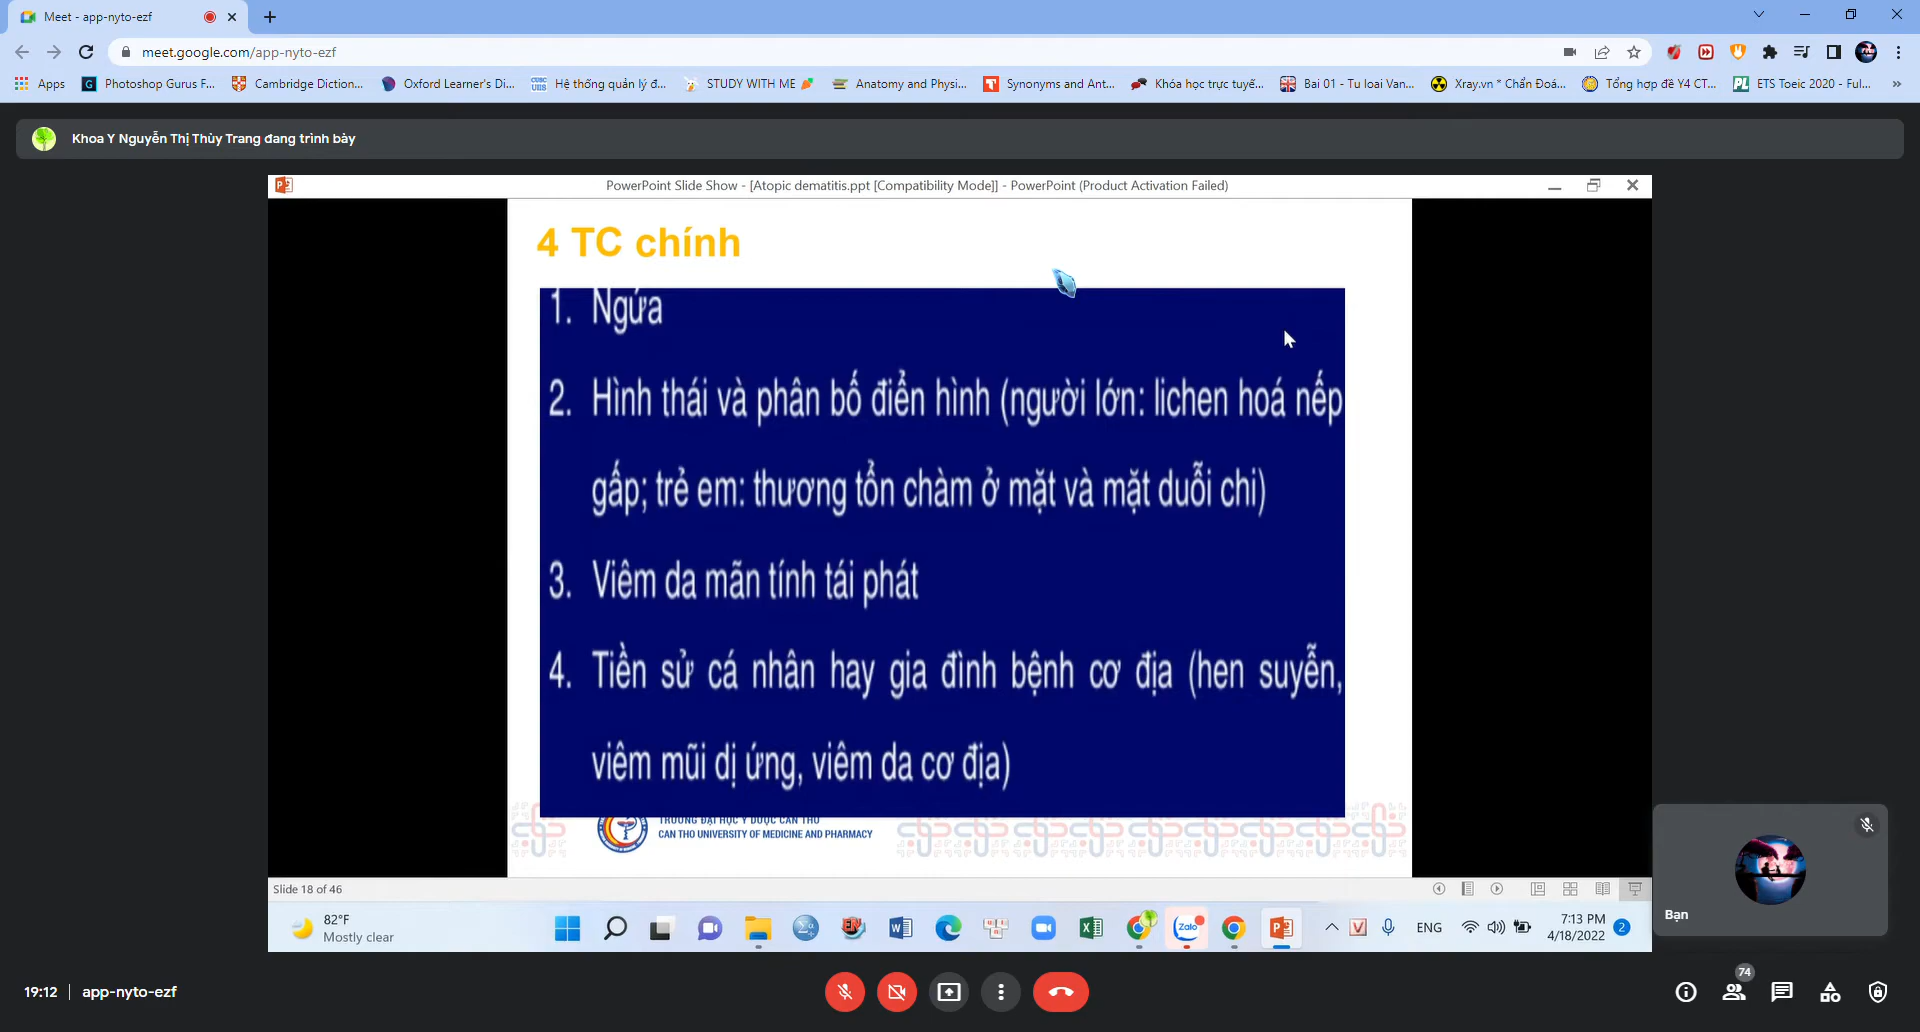 Meet - app-nyto-ezf
meet.google.com/app-nyto-ezf
Apps
Photoshop Gurus F...
Cambridge Diction...
Oxford Learner's Di...
Hệ thống quản lý đ...
STUDY WITH ME
Anatomy and Physi...
Synonyms and Ant...
Khóa học trực tuyế...
Bai 01 - Tu loai Van...
Xray.vn * Chẩn Đoá...
Tổng hợp đề Y4 CT...
ETS Toeic 2020 - Ful...
Khoa Y Nguyễn Thị Thùy Trang đang trình bày
PowerPoint Slide Show - [Atopic dematitis.ppt [Compatibility Mode]] - PowerPoint (Product Activation Failed)
4 TC chính
1. Ngứa
2. Hình thái và phân bố điển hình (người lớn: lichen hoá nếp
gấp; trẻ em: thương tổn chàm ở mặt và mặt duỗi chi)
3. Viêm da mãn tính tái phát
4. Tiền sử cá nhân hay gia đình bệnh cơ địa (hen suyễn,
viêm mũi dị ứng, viêm da cơ địa)
TRƯỜNG ĐẠI HỌC Y DƯỢC CẦN THƠ
CAN THO UNIVERSITY OF MEDICINE AND PHARMACY
Slide 18 of 46
82°F
Mostly clear
Zalo
ENG
7:13 PM
4/18/2022
2
Bạn
19:12
app-nyto-ezf
74